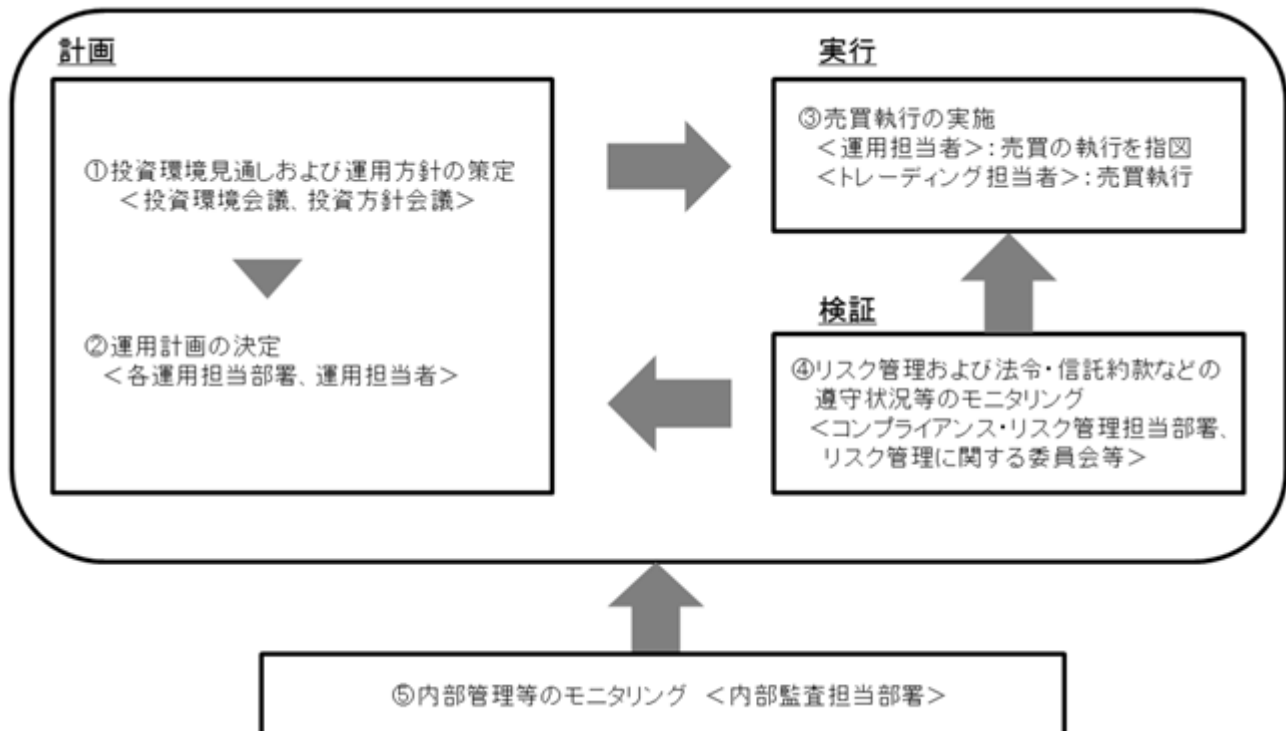 計画
①投資環境見通しおよび運用方針の策定
＜投資環境会議、投資方針会議＞
②運用計画の決定
＜各運用担当部署、運用担当者＞
実行
③売買執行の実施
＜運用担当者＞：売買の執行を指図
＜トレーディング担当者＞：売買執行
検証
④リスク管理および法令・信託約款などの
遵守状況等のモニタリング
＜コンプライアンス・リスク管理担当部署、
リスク管理に関する委員会等＞
⑤内部管理等のモニタリング ＜内部監査担当部署＞